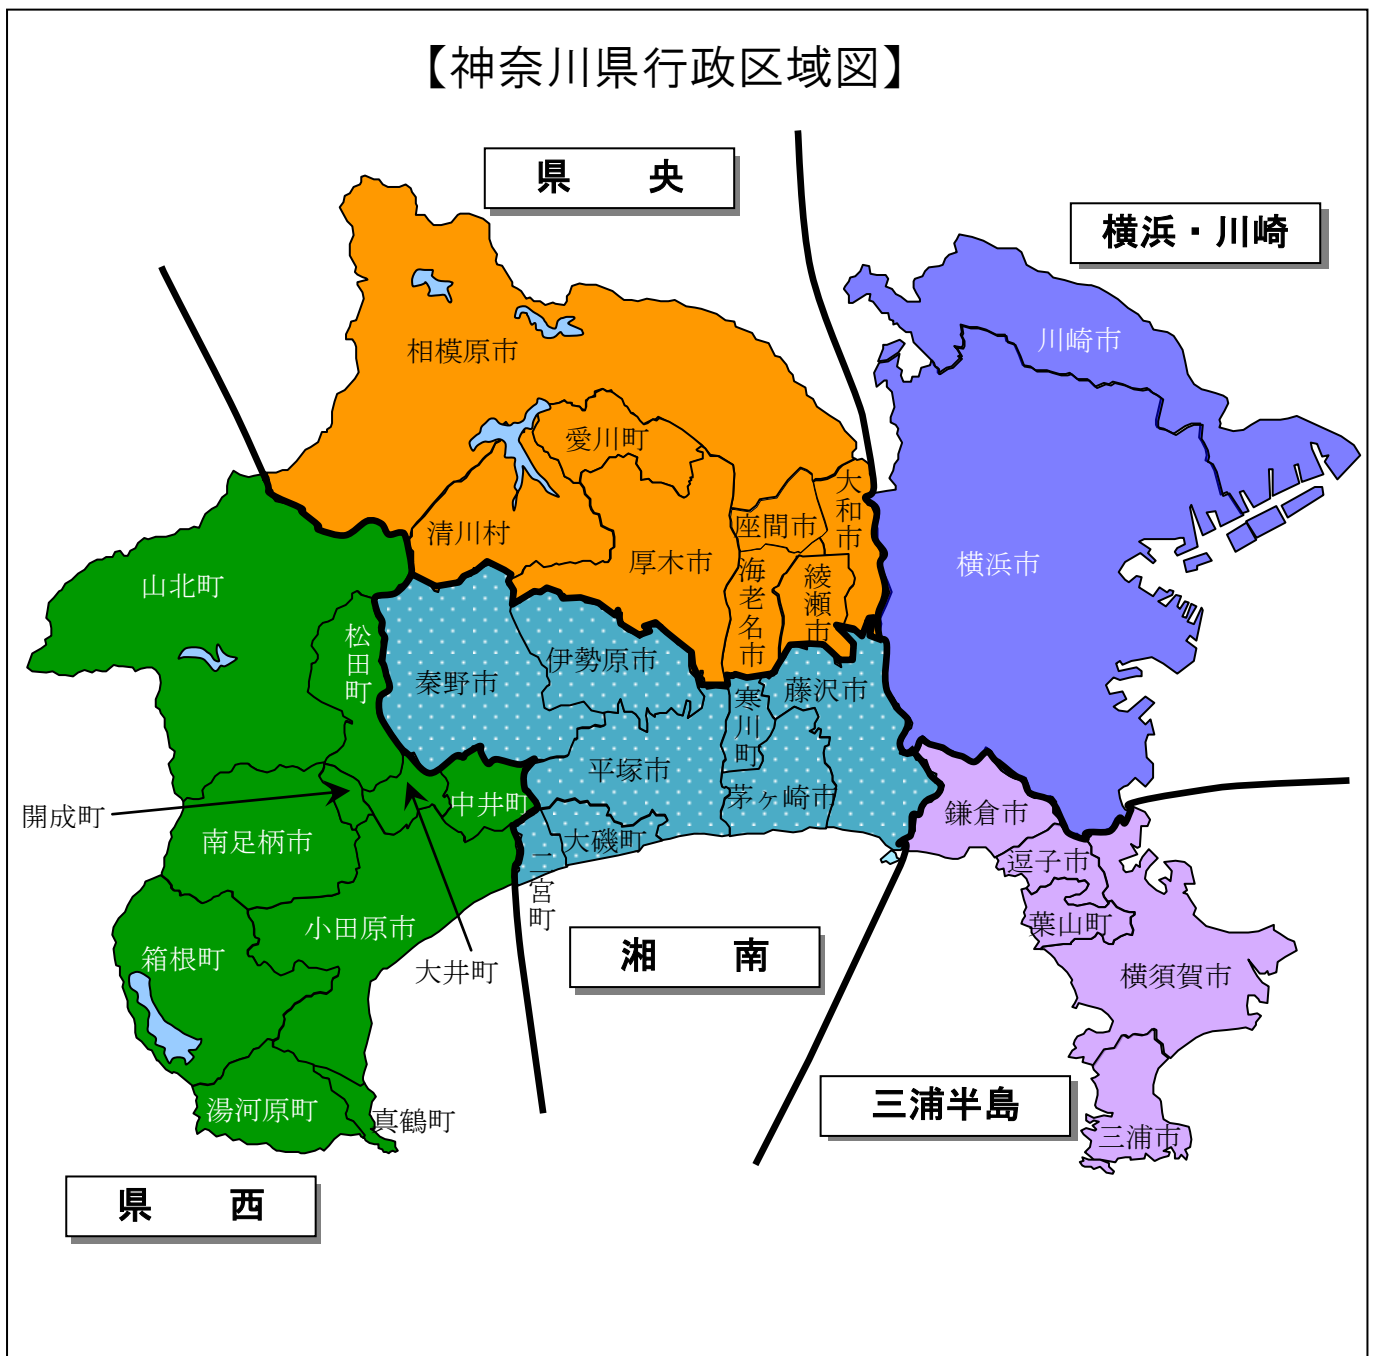 【神奈川県行政区域図】
県　　央
横浜・川崎
川崎市
相模原市
愛川町
大和市
座間市
清川村
厚木市
海老名市
綾瀬市
横浜市
山北町
松田町
秦野市
伊勢原市
寒川町
藤沢市
平塚市
茅ヶ崎市
中井町
開成町
南足柄市
大磯町
二宮町
鎌倉市
逗子市
葉山町
小田原市
箱根町
大井町
湘　　南
横須賀市
湯河原町
真鶴町
三浦半島
三浦市
県　　西